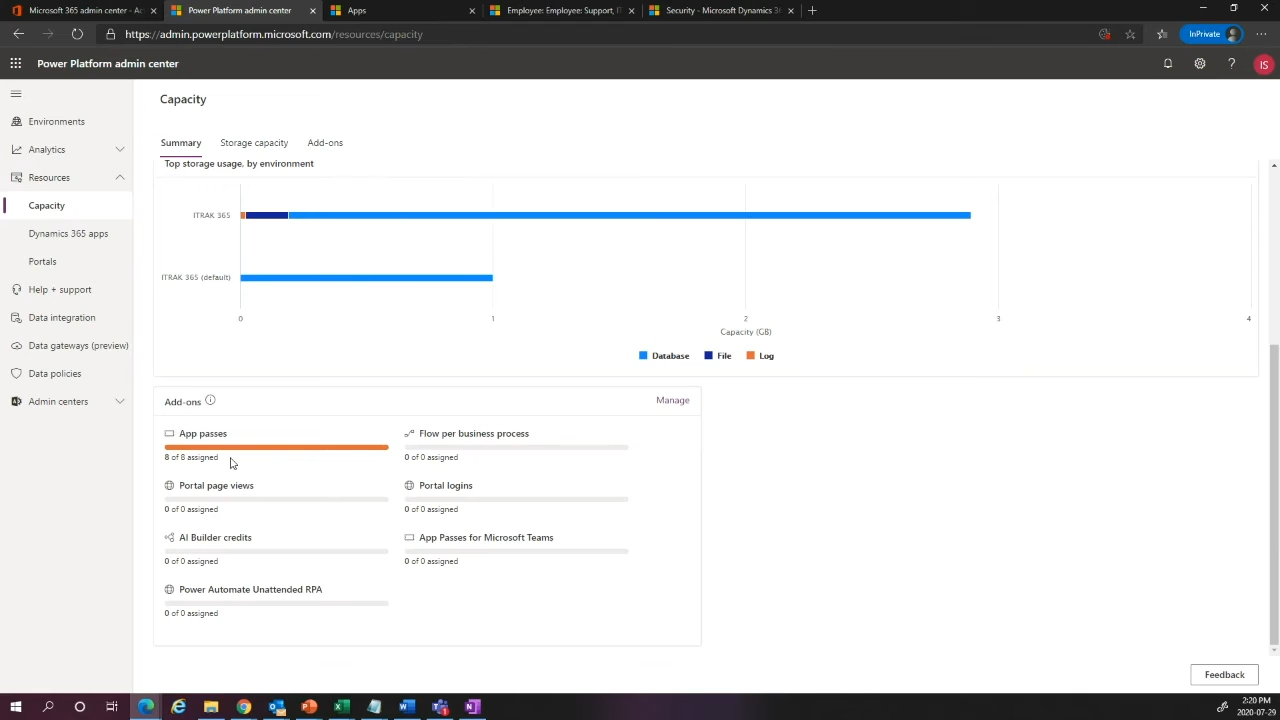 Microsoft 365 admin center - Ac
Power Platform admin center
Apps
Employee: Employee: Support, IT
Security - Microsoft Dynamics 36
https://admin.powerplatform.microsoft.com/resources/capacity
InPrivate
Power Platform admin center
IS
Environments
Analytics
Resources
Capacity
Dynamics 365 apps
Portals
Help + support
Data integration
Data gateways (preview)
Data policies
Admin centers
Capacity
Summary Storage capacity Add-ons
Top storage usage, by environment
ITRAK 365
ITRAK 365 (default)
0 1 2 3 4
Capacity (GB)
Database File Log
Add-ons
Manage
App passes
8 of 8 assigned
Flow per business process
0 of 0 assigned
Portal page views
0 of 0 assigned
Portal logins
0 of 0 assigned
AI Builder credits
0 of 0 assigned
App Passes for Microsoft Teams
0 of 0 assigned
Power Automate Unattended RPA
0 of 0 assigned
Feedback
2:20 PM
2020-07-29